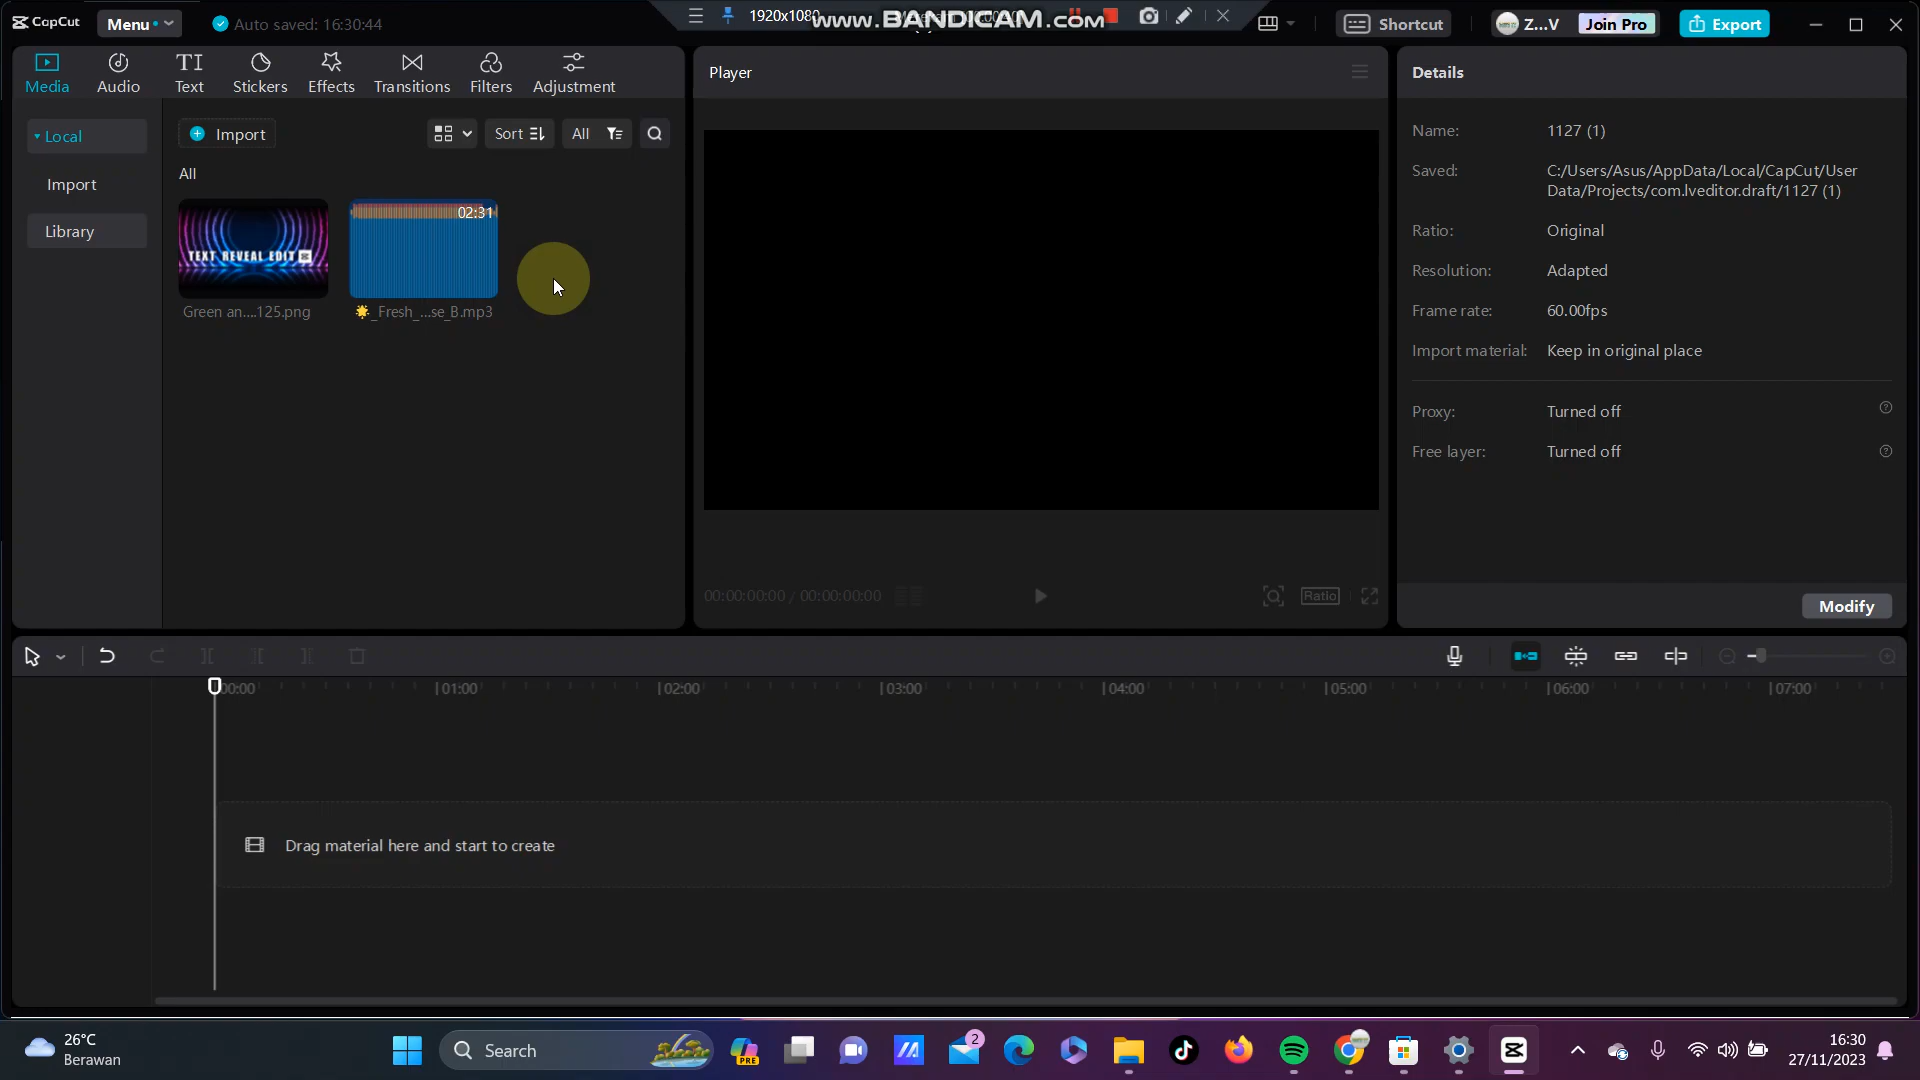 CapCut
Menu
Auto saved: 16:30:44
1920x1080
www.BANDICAM.com
Shortcut
Z...V
Join Pro
Export
Media
Audio
TI
Text
Stickers
Effects
Transitions
Filters
Adjustment
Player
Details
Local
Import
Library
Import
Sort
All
All
TEXT REVEAL EDIT
02:31
Green an....125.png
_Fresh_...se_B.mp3
Name:
1127 (1)
Saved:
C:/Users/Asus/AppData/Local/CapCut/User
Data/Projects/com.lveditor.draft/1127 (1)
Ratio:
Original
Resolution:
Adapted
Frame rate:
60.00fps
Import material:
Keep in original place
Proxy:
Turned off
Free layer:
Turned off
00:00:00:00 / 00:00:00:00
Ratio
Modify
00:00
01:00
02:00
03:00
04:00
05:00
06:00
07:00
Drag material here and start to create
26°C
Berawan
Search
PRE
2
16:30
27/11/2023